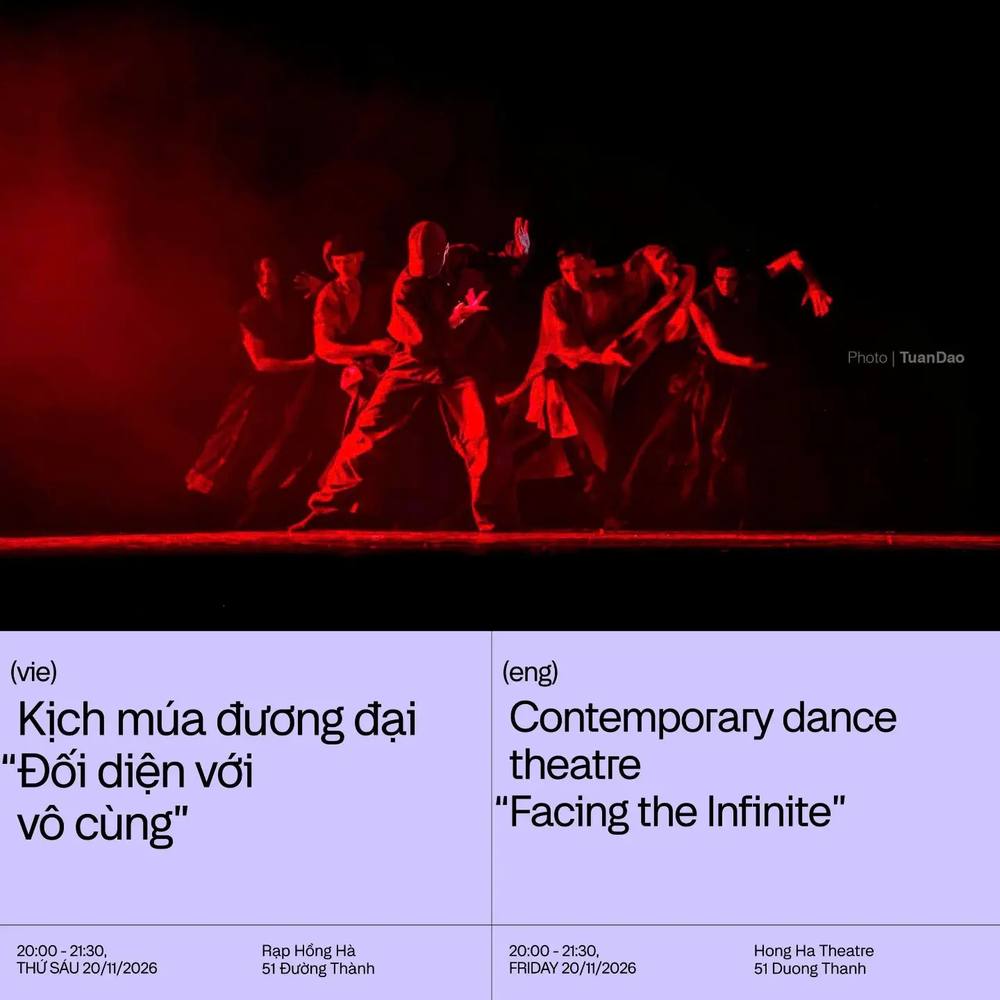 Photo | TuanDao
(vie)
Kịch múa đương đại
“Đối diện với
vô cùng”
20:00 - 21:30,
THỨ SÁU 20/11/2026
Rạp Hồng Hà
51 Đường Thành
(eng)
Contemporary dance
theatre
“Facing the Infinite”
20:00 - 21:30,
FRIDAY 20/11/2026
Hong Ha Theatre
51 Duong Thanh